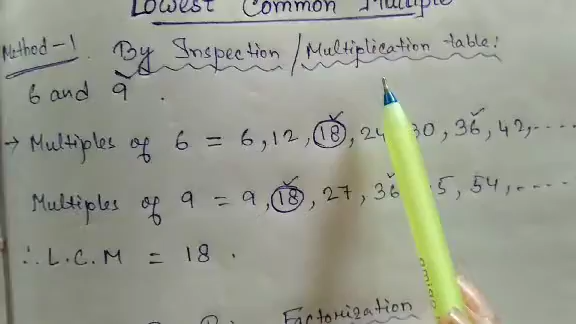 Lowest Common Multiple
Method-1. By Inspection / Multiplication table:
6 and 9.
→ Multiples of 6 = 6, 12, 18, 24, 30, 36, 42, ....
Multiples of 9 = 9, 18, 27, 36, 5, 54, ....
∴ L.C.M = 18.
Factorization